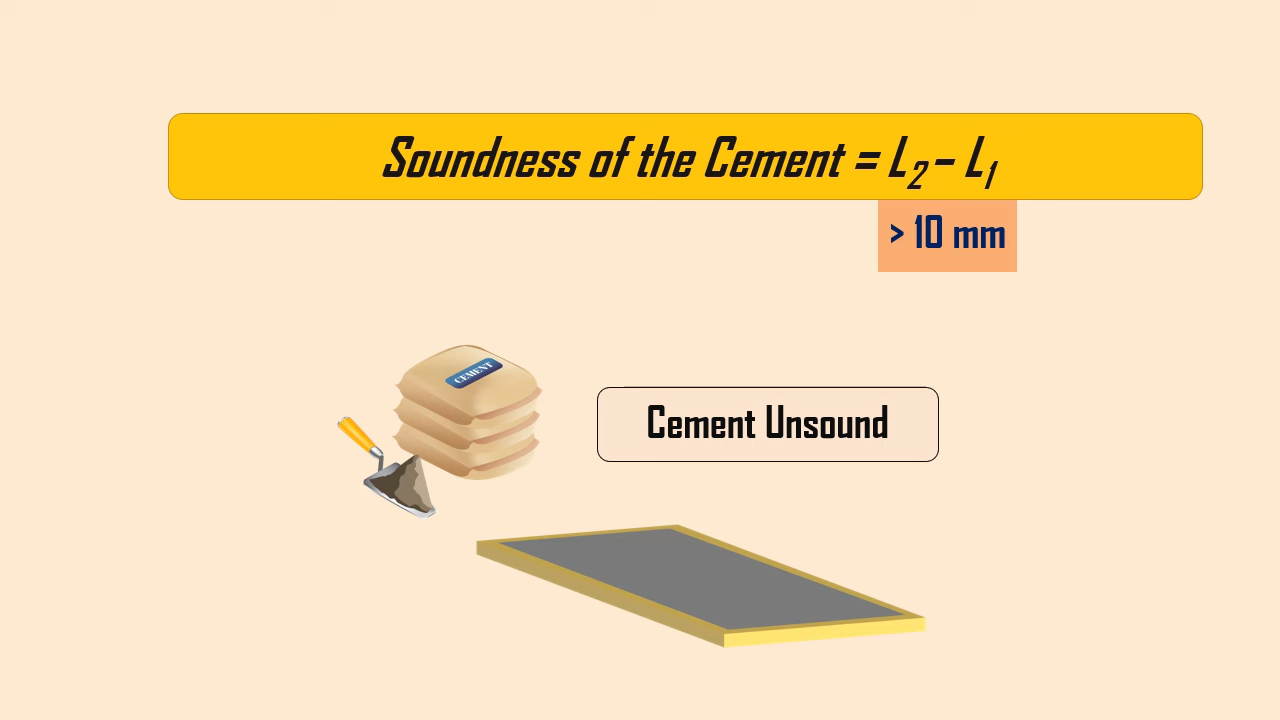 Soundness of the Cement = L₂ – L₁
> 10 mm
CEMENT
Cement Unsound